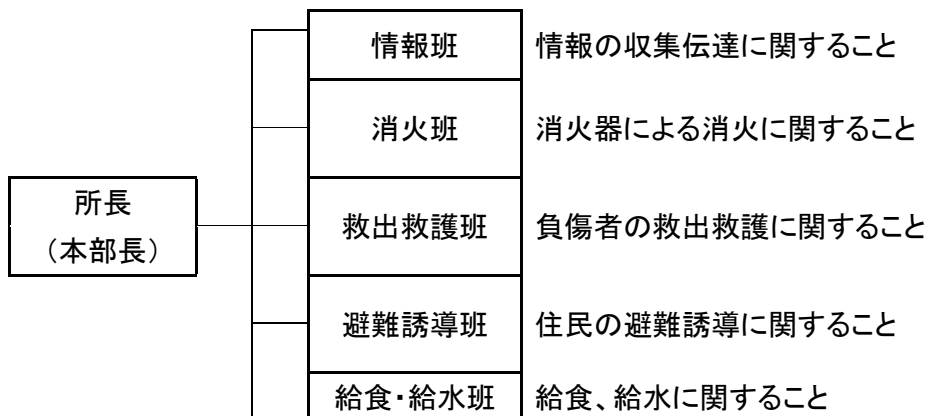 情報班 情報の収集伝達に関すること
消火班 消火器による消火に関すること
所長
（本部長）
救出救護班 負傷者の救出救護に関すること
避難誘導班 住民の避難誘導に関すること
給食・給水班 給食、給水に関すること